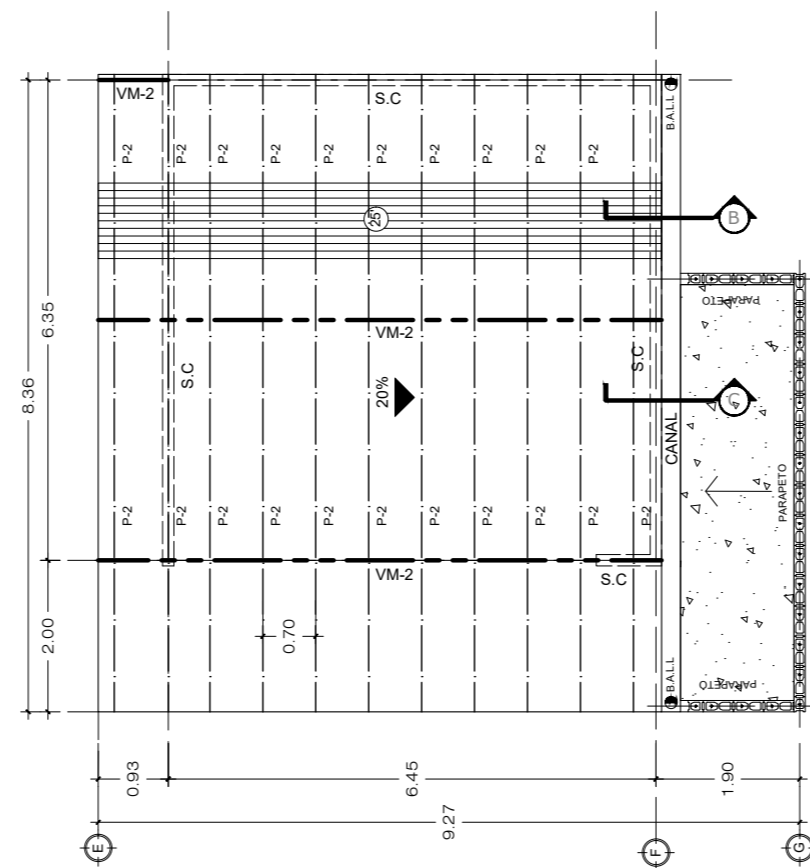 VM-2
S.C
B.A.L.L
P-2 P-2 P-2 P-2 P-2 P-2 P-2 P-2 P-2 P-2
25'
B
6.35
8.36
PARAPETO
VM-2
S.C
S.C
20%
C
CANAL
PARAPETO
P-2 P-2 P-2 P-2 P-2 P-2 P-2 P-2 P-2 P-2 P-2
VM-2
S.C
2.00
0.70
B.A.L.L
PARAPETO
0.93
6.45
1.90
9.27
E
F
G